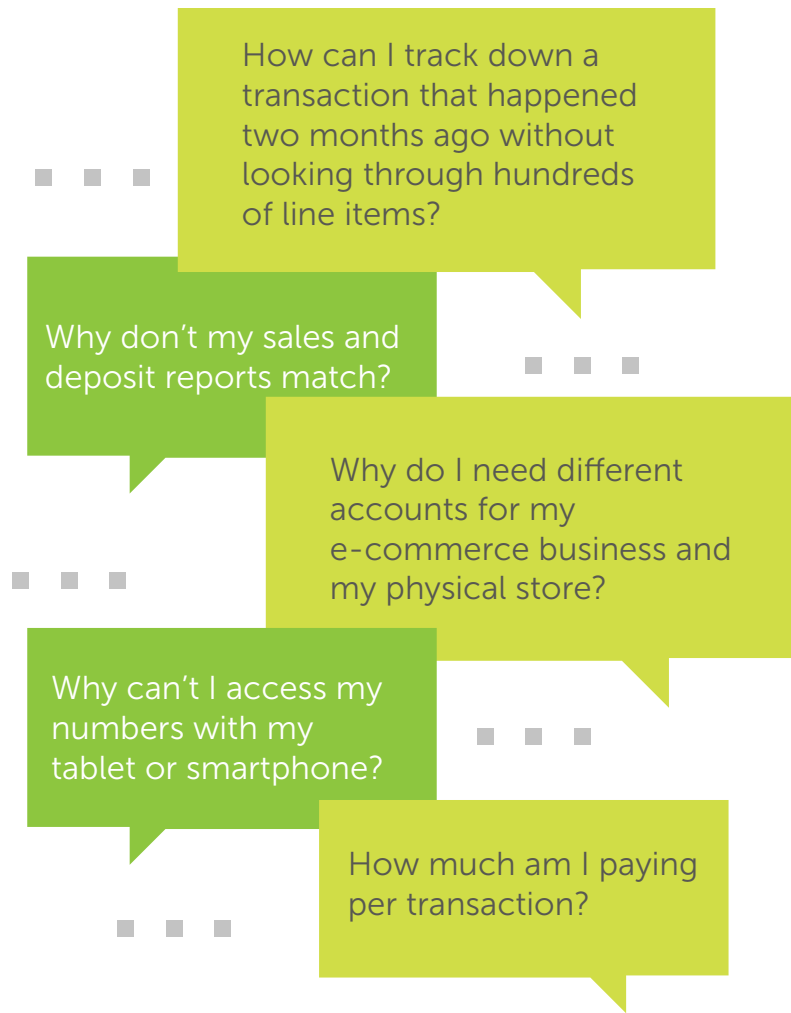 How can I track down a
transaction that happened
two months ago without
looking through hundreds
of line items?
Why don’t my sales and
deposit reports match?
Why do I need different
accounts for my
e-commerce business and
my physical store?
Why can’t I access my
numbers with my
tablet or smartphone?
How much am I paying
per transaction?